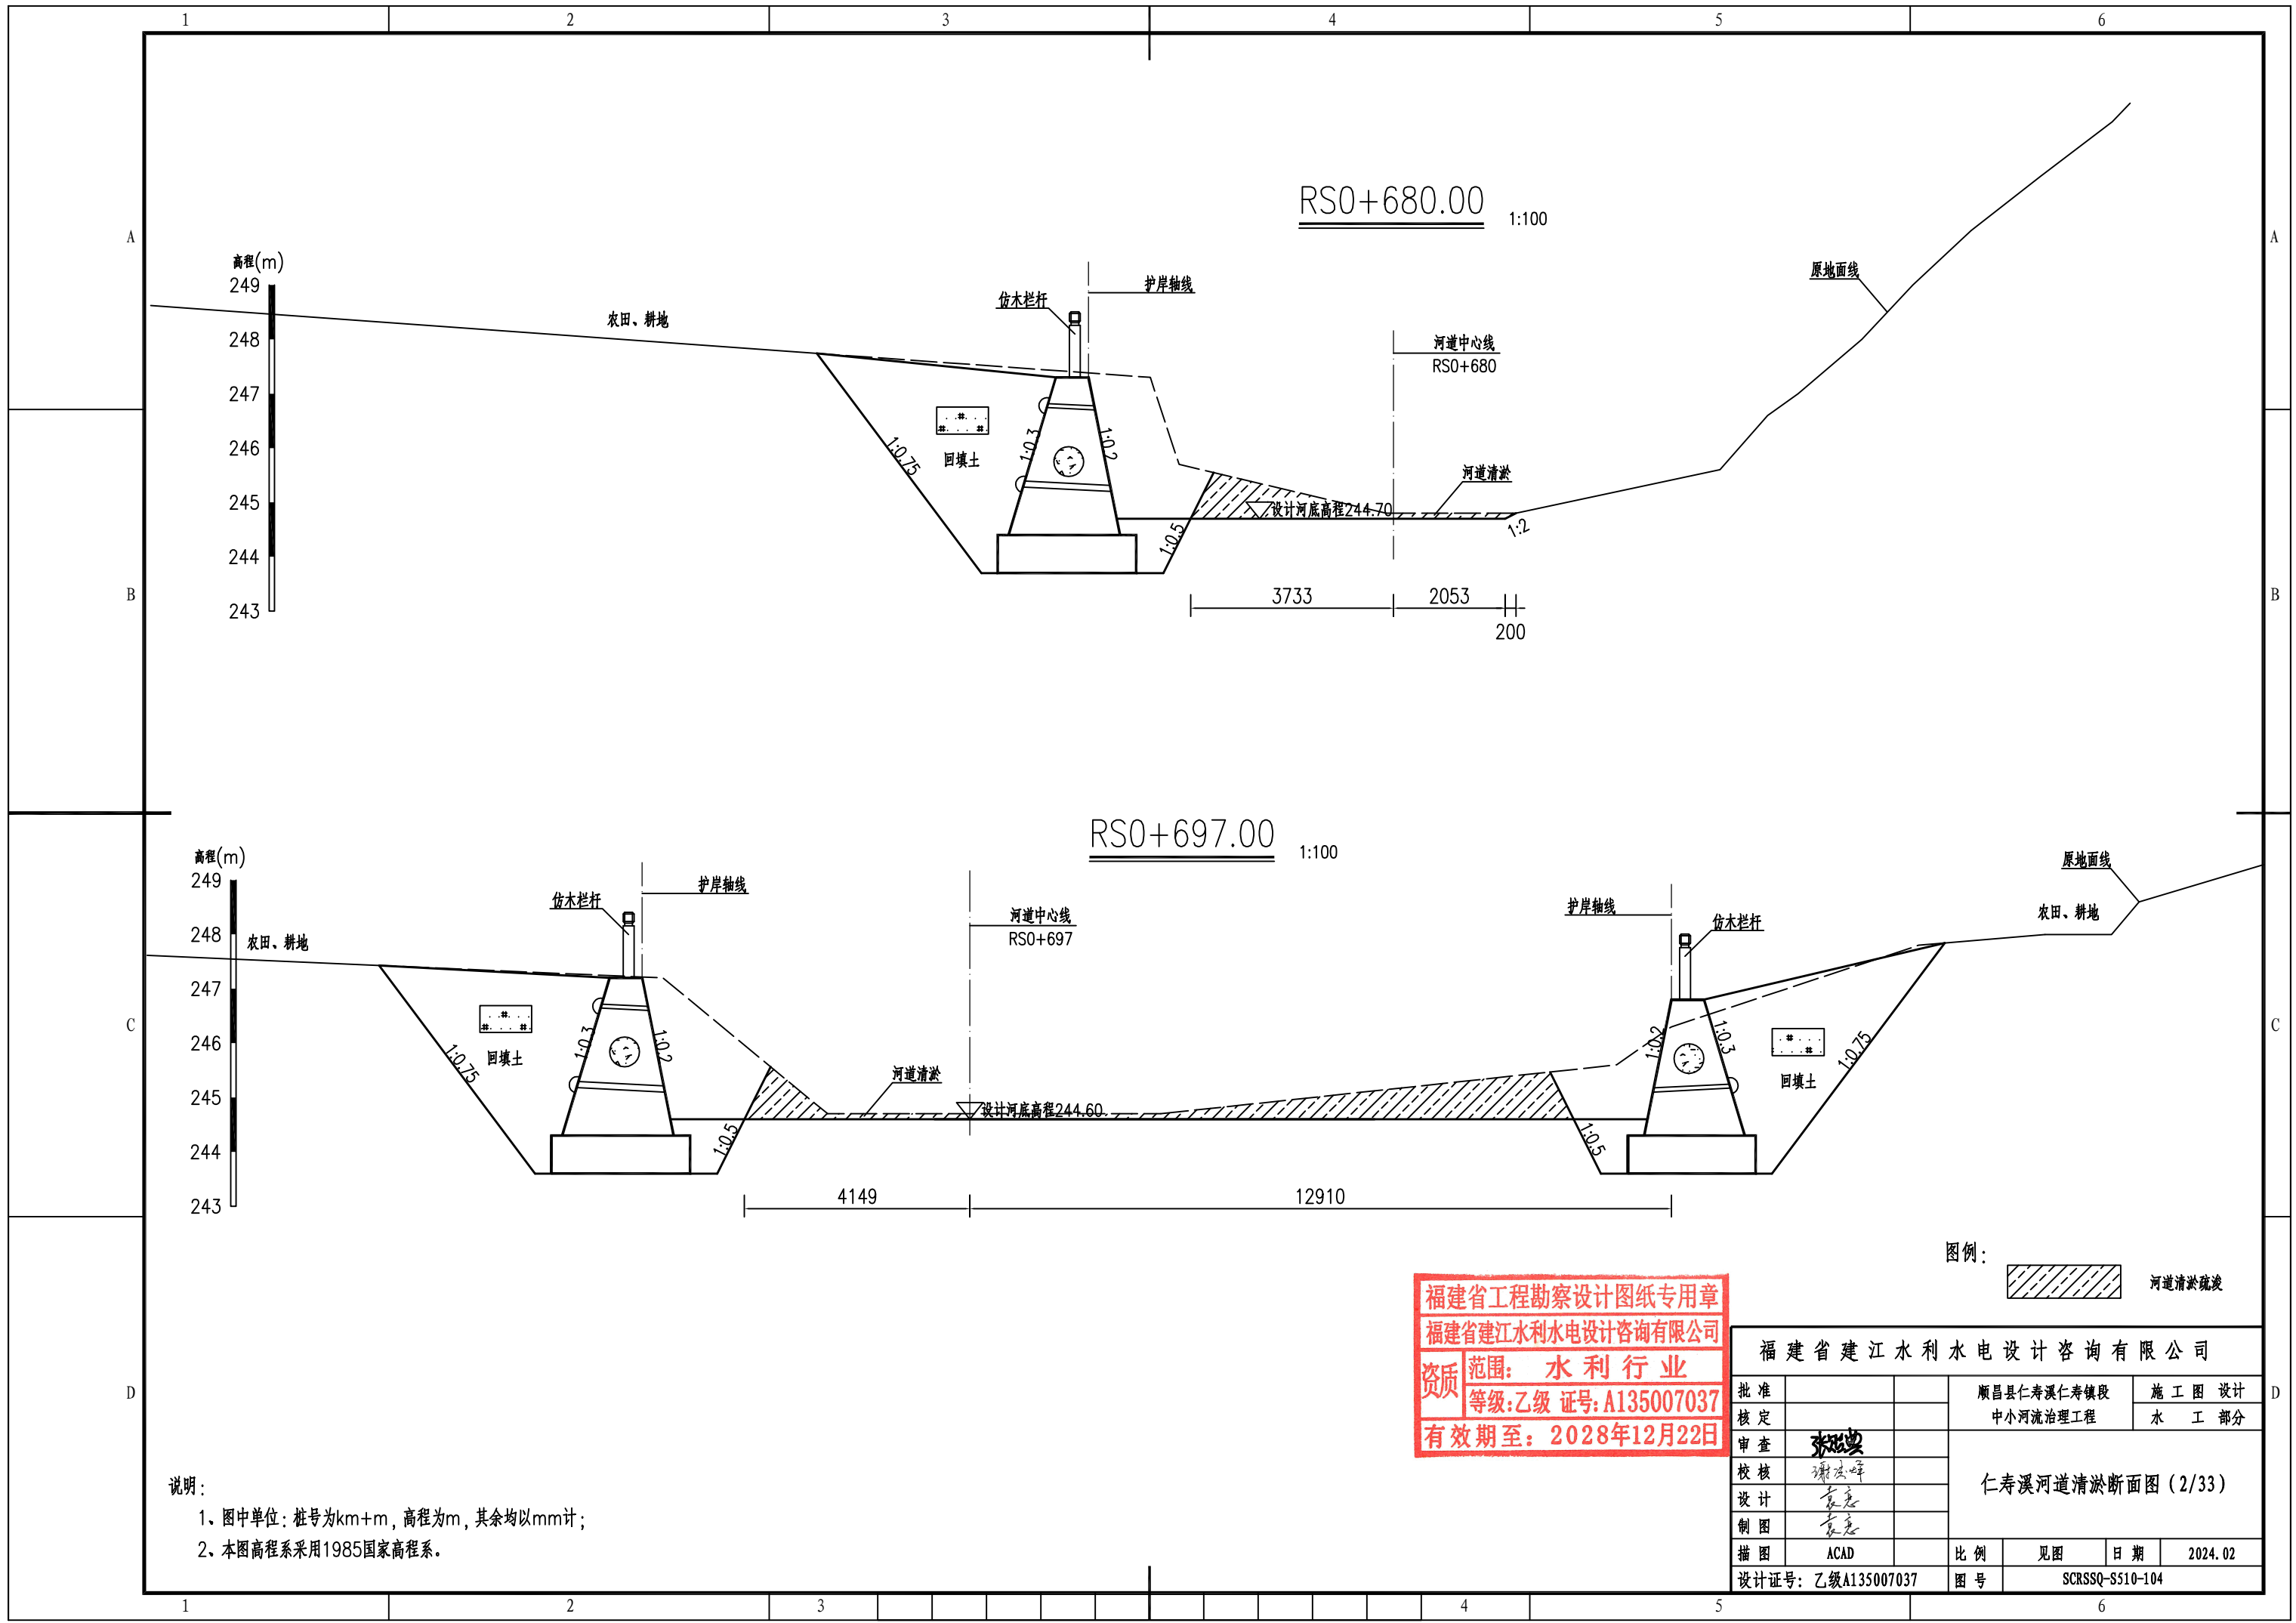 1 2 3 4 5 6
RS0+680.00 1:100
A A
高程(m)
249
248
247
246
245
244
243
农田、耕地
仿木栏杆
护岸轴线
河道中心线
RS0+680
原地面线
1:0.75
回填土
1:0.3
1:0.2
河道清淤
设计河底高程244.70
1:0.5
1:2
B B
3733 2053
200
RS0+697.00 1:100
高程(m)
249
248
247
246
245
244
243
农田、耕地
仿木栏杆
护岸轴线
河道中心线
RS0+697
护岸轴线
仿木栏杆
原地面线
农田、耕地
C C
1:0.75
回填土
1:0.3
1:0.2
河道清淤
设计河底高程244.60
1:0.5
1:0.5
1:0.2
1:0.3
回填土
1:0.75
4149 12910
图例:
河道清淤疏浚
福建省工程勘察设计图纸专用章
福建省建江水利水电设计咨询有限公司
资质
范围: 水利行业
等级:乙级 证号:A135007037
有效期至: 2028年12月22日
D D
福建省建江水利水电设计咨询有限公司
批准
核定
审查
校核
设计
制图
描图 ACAD
设计证号: 乙级A135007037
顺昌县仁寿溪仁寿镇段
中小河流治理工程
施工图 设计
水 工 部分
仁寿溪河道清淤断面图(2/33)
比例 见图 日期 2024.02
图号 SCRSSQ-S510-104
说明:
1、图中单位:桩号为km+m,高程为m,其余均以mm计;
2、本图高程系采用1985国家高程系。
1 2 3 4 5 6